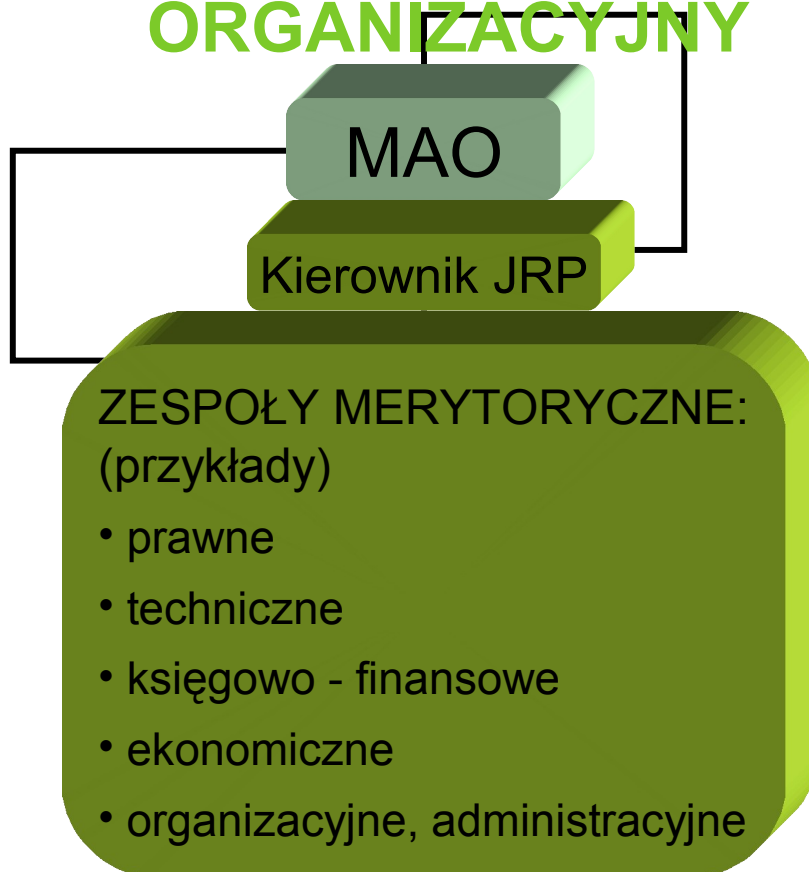 ORGANIZACYJNY
MAO
Kierownik JRP
ZESPOŁY MERYTORYCZNE:
(przykłady)
• prawne
• techniczne
• księgowo - finansowe
• ekonomiczne
• organizacyjne, administracyjne